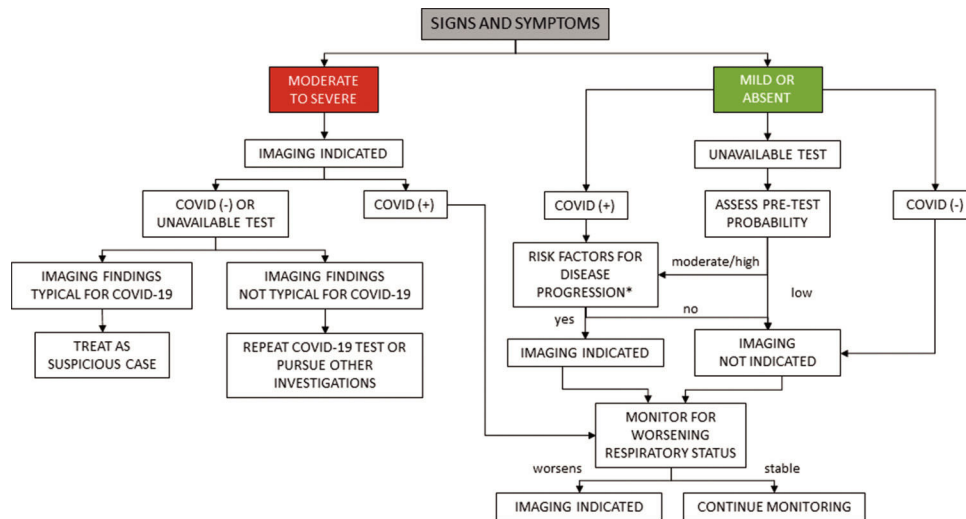 SIGNS AND SYMPTOMS
MODERATE
TO SEVERE
MILD OR
ABSENT
IMAGING INDICATED
UNAVAILABLE TEST
COVID (-) OR
UNAVAILABLE TEST
COVID (+)
COVID (+)
ASSESS PRE-TEST
PROBABILITY
COVID (-)
IMAGING FINDINGS
TYPICAL FOR COVID-19
IMAGING FINDINGS
NOT TYPICAL FOR COVID-19
RISK FACTORS FOR
DISEASE
PROGRESSION*
moderate/high
low
yes
no
TREAT AS
SUSPICIOUS CASE
REPEAT COVID-19 TEST OR
PURSUE OTHER
INVESTIGATIONS
IMAGING INDICATED
IMAGING
NOT INDICATED
MONITOR FOR
WORSENING
RESPIRATORY STATUS
worsens
stable
IMAGING INDICATED
CONTINUE MONITORING